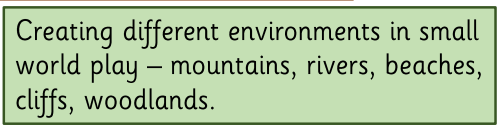 Creating different environments in small
world play – mountains, rivers, beaches,
cliffs, woodlands.